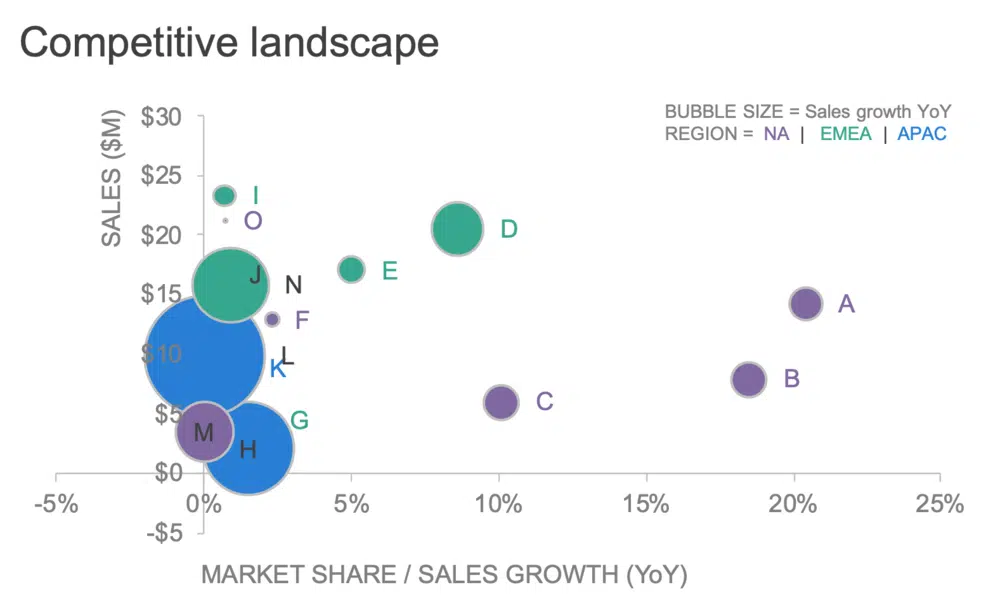 Competitive landscape
BUBBLE SIZE = Sales growth YoY
REGION = NA | EMEA | APAC
SALES ($M)
$30
$25
$20
$15
$10
$5
$0
-$5
I
O
D
J
N
E
F
A
L
K
B
C
G
M
H
-5%
0%
5%
10%
15%
20%
25%
MARKET SHARE / SALES GROWTH (YoY)